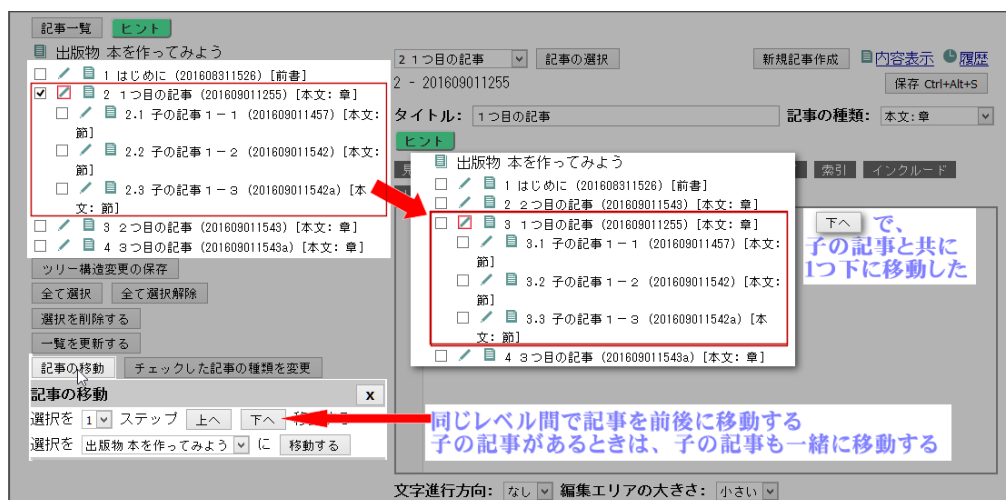 記事一覧 ヒント
出版物 本を作ってみよう
1 はじめに (201608311526) [前書]
2 1つ目の記事 (201609011255) [本文: 章]
2.1 子の記事1－1 (201609011457) [本文:
節]
2.2 子の記事1－2 (201609011542) [本文:
節]
2.3 子の記事1－3 (201609011542a) [本
文: 節]
3 2つ目の記事 (201609011543) [本文: 章]
4 3つ目の記事 (201609011543a) [本文: 章]
ツリー構造変更の保存
全て選択 全て選択解除
選択を削除する
一覧を更新する
記事の移動 チェックした記事の種類を変更
記事の移動 x
選択を 1 ステップ 上へ 下へ
選択を 出版物 本を作ってみよう に 移動する
2 1つ目の記事 記事の選択 新規記事作成 内容表示 履歴
2 - 201609011255 保存 Ctrl+Alt+S
タイトル: 1つ目の記事 記事の種類: 本文:章
ヒント
索引 インクルード
出版物 本を作ってみよう
1 はじめに (201608311526) [前書]
2 2つ目の記事 (201609011543) [本文: 章]
3 1つ目の記事 (201609011255) [本文: 章]
3.1 子の記事1－1 (201609011457) [本文:
節]
3.2 子の記事1－2 (201609011542) [本文:
節]
3.3 子の記事1－3 (201609011542a) [本
文: 節]
4 3つ目の記事 (201609011543a) [本文: 章]
下へ で、
子の記事と共に
1つ下に移動した
同じレベル間で記事を前後に移動する
子の記事があるときは、子の記事も一緒に移動する
文字進行方向: なし 編集エリアの大きさ: 小さい